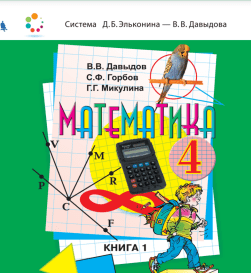 Система Д. Б. Эльконина — В. В. Давыдова
В. В. Давыдов
С. Ф. Горбов
Г. Г. Микулина
МАТЕМАТИКА
4
V
M
P
R
C
F
КНИГА 1